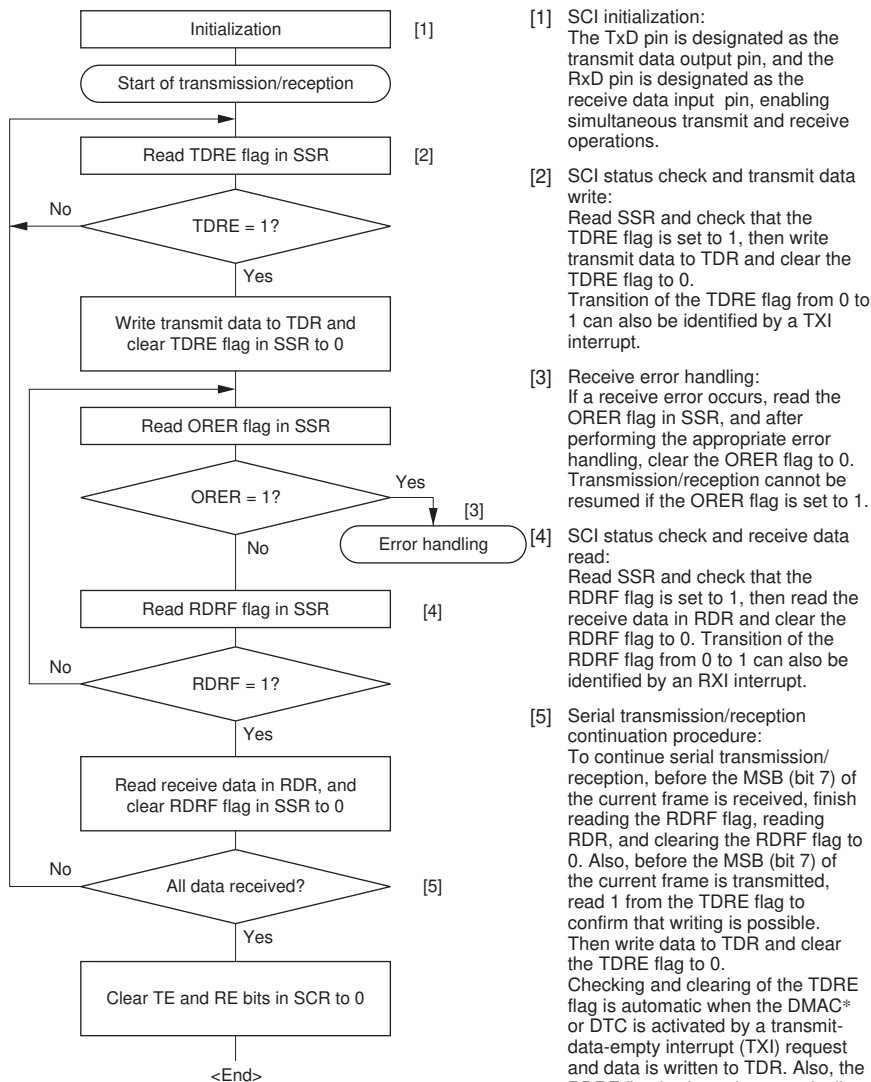 Initialization
[1]
Start of transmission/reception
Read TDRE flag in SSR
[2]
No
TDRE = 1?
Yes
Write transmit data to TDR and
clear TDRE flag in SSR to 0
Read ORER flag in SSR
ORER = 1?
Yes
[3]
Error handling
No
Read RDRF flag in SSR
[4]
No
RDRF = 1?
Yes
Read receive data in RDR, and
clear RDRF flag in SSR to 0
No
All data received?
[5]
Yes
Clear TE and RE bits in SCR to 0
<End>
[1] SCI initialization:
The TxD pin is designated as the
transmit data output pin, and the
RxD pin is designated as the
receive data input pin, enabling
simultaneous transmit and receive
operations.
[2] SCI status check and transmit data
write:
Read SSR and check that the
TDRE flag is set to 1, then write
transmit data to TDR and clear the
TDRE flag to 0.
Transition of the TDRE flag from 0 to
1 can also be identified by a TXI
interrupt.
[3] Receive error handling:
If a receive error occurs, read the
ORER flag in SSR, and after
performing the appropriate error
handling, clear the ORER flag to 0.
Transmission/reception cannot be
resumed if the ORER flag is set to 1.
[4] SCI status check and receive data
read:
Read SSR and check that the
RDRF flag is set to 1, then read the
receive data in RDR and clear the
RDRF flag to 0. Transition of the
RDRF flag from 0 to 1 can also be
identified by an RXI interrupt.
[5] Serial transmission/reception
continuation procedure:
To continue serial transmission/
reception, before the MSB (bit 7) of
the current frame is received, finish
reading the RDRF flag, reading
RDR, and clearing the RDRF flag to
0. Also, before the MSB (bit 7) of
the current frame is transmitted,
read 1 from the TDRE flag to
confirm that writing is possible.
Then write data to TDR and clear
the TDRE flag to 0.
Checking and clearing of the TDRE
flag is automatic when the DMAC*
or DTC is activated by a transmit-
data-empty interrupt (TXI) request
and data is written to TDR. Also, the